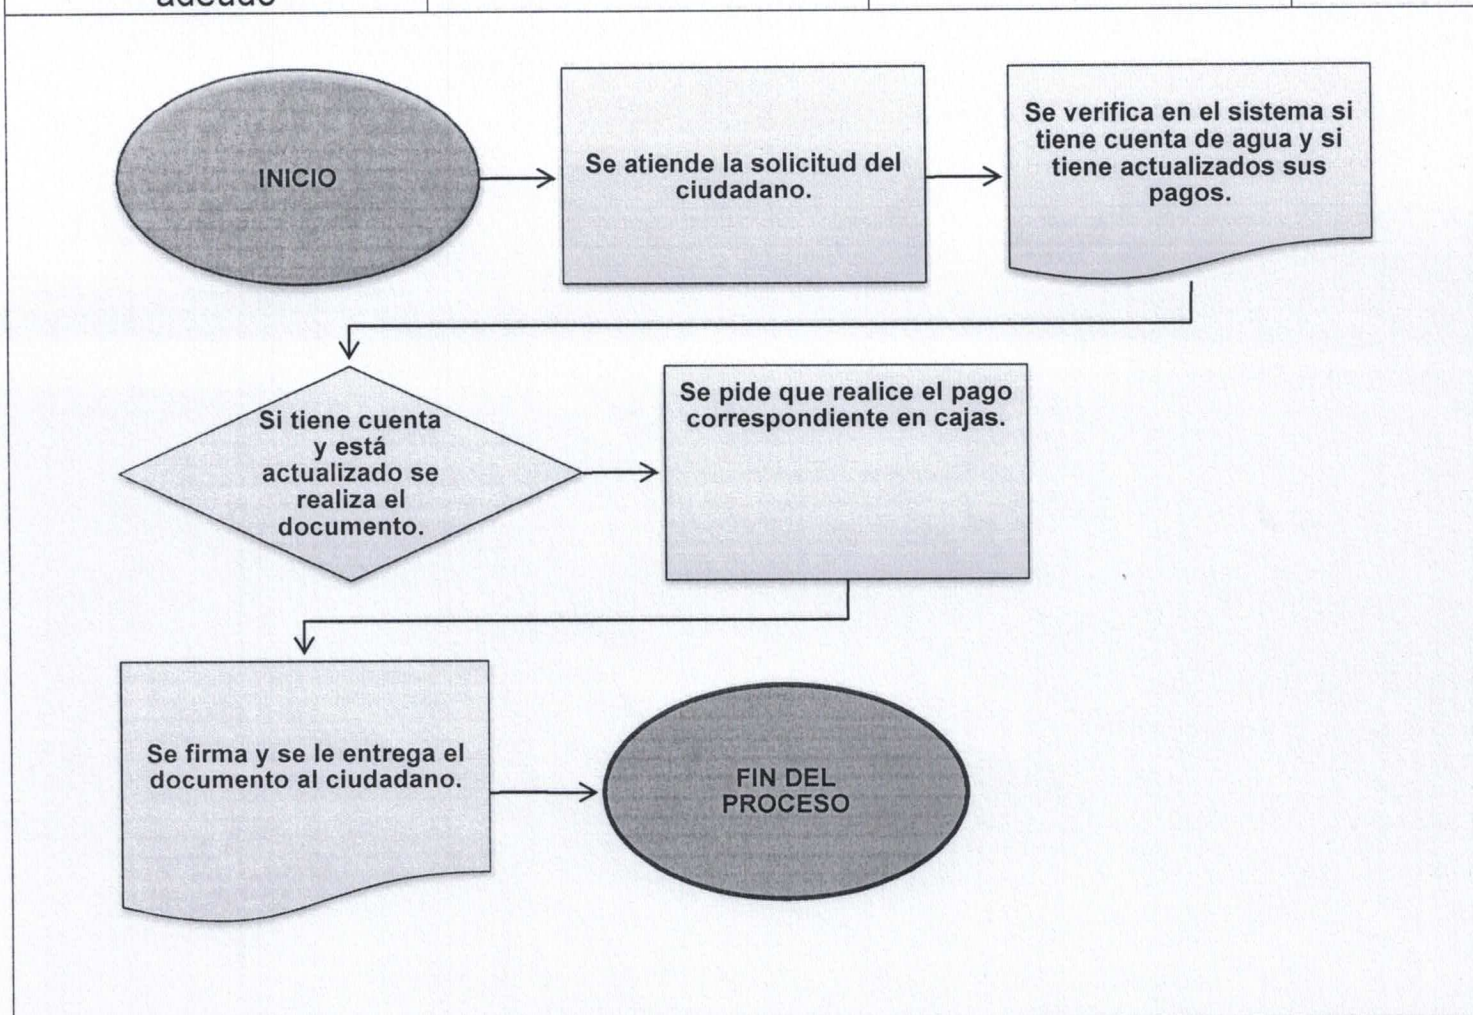 adeudo
INICIO
Se atiende la solicitud del
ciudadano.
Se verifica en el sistema si
tiene cuenta de agua y si
tiene actualizados sus
pagos.
Si tiene cuenta
y está
actualizado se
realiza el
documento.
Se pide que realice el pago
correspondiente en cajas.
Se firma y se le entrega el
documento al ciudadano.
FIN DEL
PROCESO